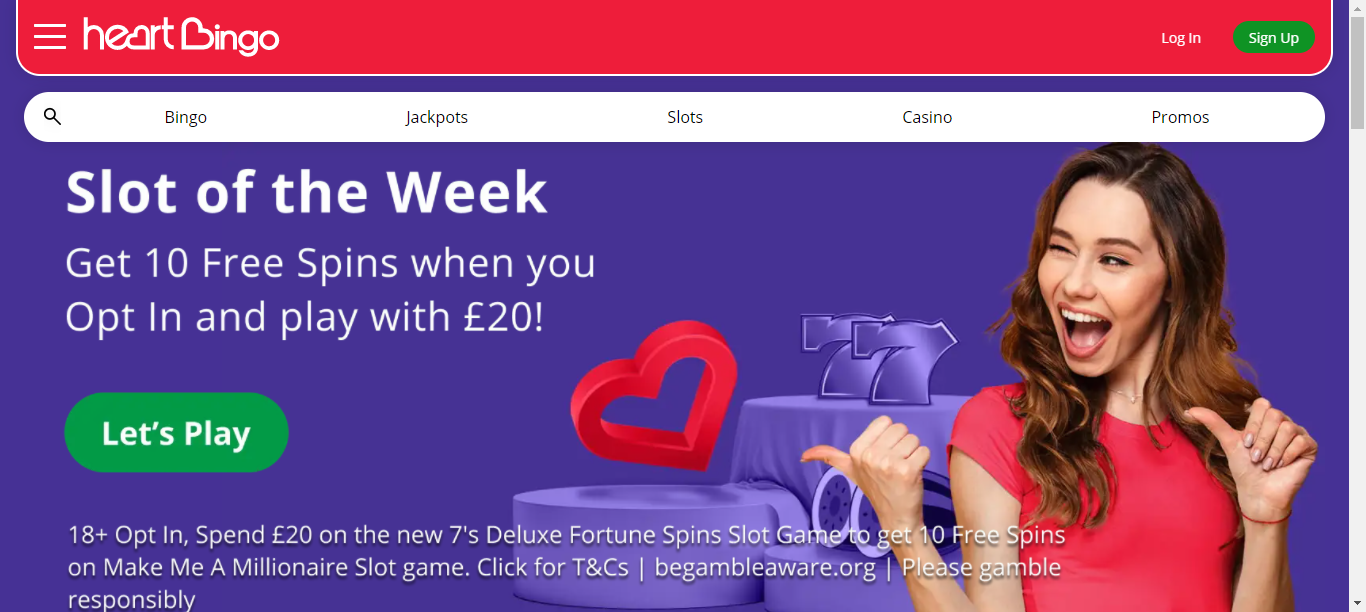 heart Bingo
Log In
Sign Up
Bingo
Jackpots
Slots
Casino
Promos
Slot of the Week
Get 10 Free Spins when you
Opt In and play with £20!
77
Let's Play
18+ Opt In, Spend £20 on the new 7's Deluxe Fortune Spins Slot Game to get 10 Free Spins
on Make Me A Millionaire Slot game. Click for T&Cs | begambleaware.org | Please gamble
responsibly